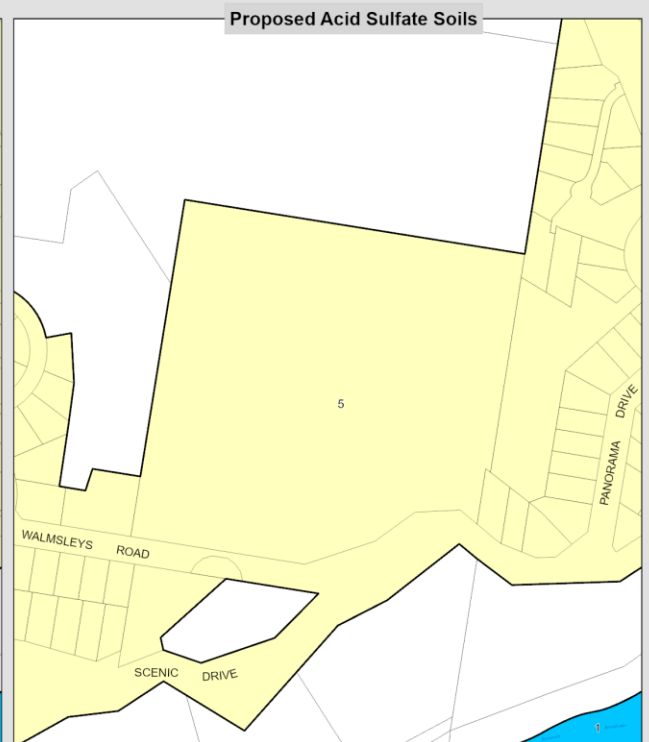 Proposed Acid Sulfate Soils
5
PANORAMA DRIVE
WALMSLEYS ROAD
SCENIC DRIVE
1